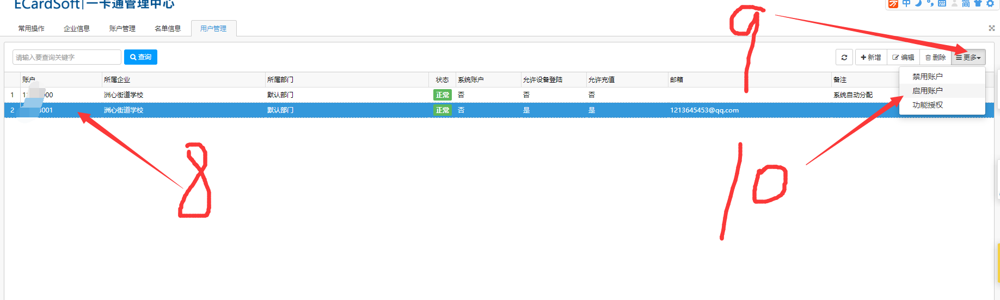 ECardSoft|一卡通管理中心
中 简
常用操作 企业信息 账户管理 名单信息 用户管理
9
请输入要查询关键字 查询 新增 编辑 删除 更多
账户 所属企业 所属部门 状态 系统账户 允许设备登陆 允许充值 邮箱 备注
禁用账户
1 1 000 洲心街道学校 默认部门 正常 否 否 否 系统自动分配
启用账户
功能授权
2 001 洲心街道学校 默认部门 正常 否 是 是 1213645453@qq.com
8
10